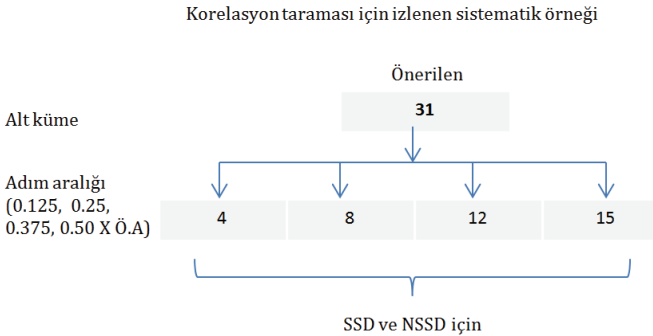 Korelasyon taraması için izlenen sistematik örneği
Önerilen
31
Alt küme
Adım aralığı
(0.125, 0.25,
0.375, 0.50 X Ö.A)
4 8 12 15
SSD ve NSSD için